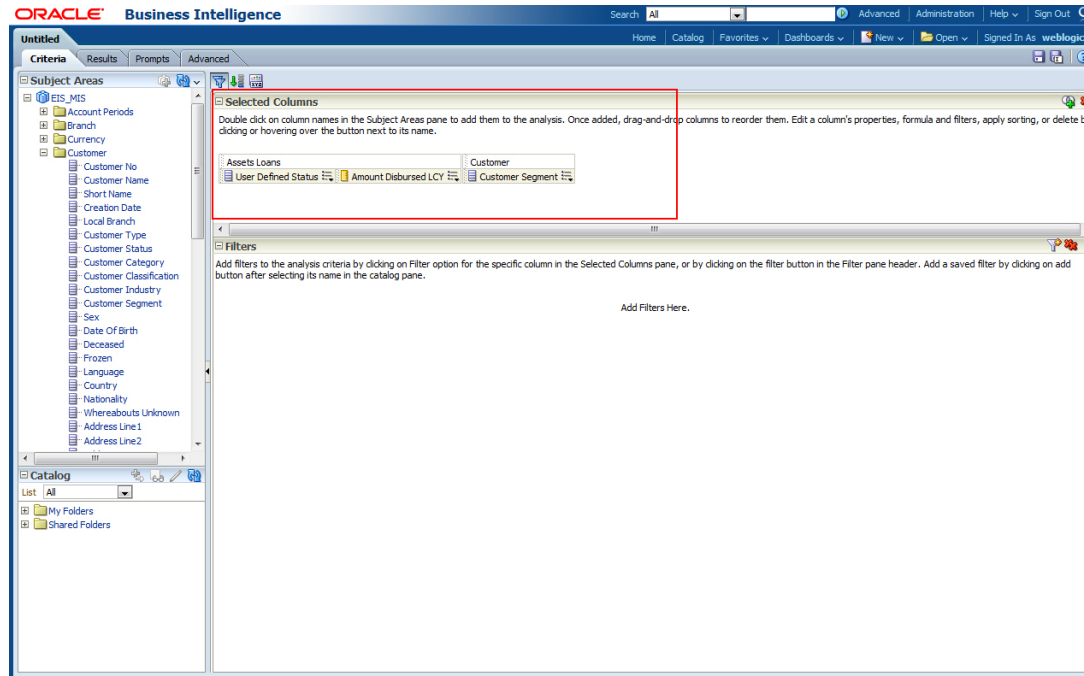 ORACLE Business Intelligence
Search All Advanced Administration Help Sign Out
Untitled
Home Catalog Favorites Dashboards New Open Signed In As weblogic
Criteria Results Prompts Advanced
Subject Areas
EIS_MIS
Account Periods
Branch
Currency
Customer
Customer No
Customer Name
Short Name
Creation Date
Local Branch
Customer Type
Customer Status
Customer Category
Customer Classification
Customer Industry
Customer Segment
Sex
Date Of Birth
Deceased
Frozen
Language
Country
Nationality
Whereabouts Unknown
Address Line1
Address Line2
Catalog
List All
My Folders
Shared Folders
Selected Columns
Double click on column names in the Subject Areas pane to add them to the analysis. Once added, drag-and-drop columns to reorder them. Edit a column's properties, formula and filters, apply sorting, or delete b
clicking or hovering over the button next to its name.
Assets Loans Customer
User Defined Status Amount Disbursed LCY Customer Segment
Filters
Add filters to the analysis criteria by clicking on Filter option for the specific column in the Selected Columns pane, or by clicking on the filter button in the Filter pane header. Add a saved filter by clicking on add
button after selecting its name in the catalog pane.
Add Filters Here.